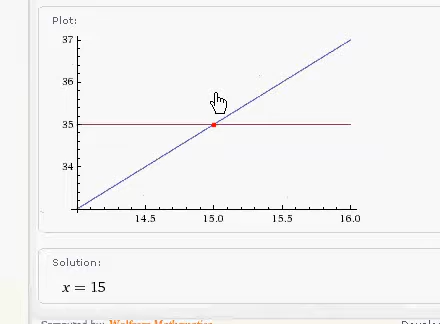 Plot:
37
36
35
34
14.5 15.0 15.5 16.0
Solution:
x = 15
Computed by: Wolfram Mathematica